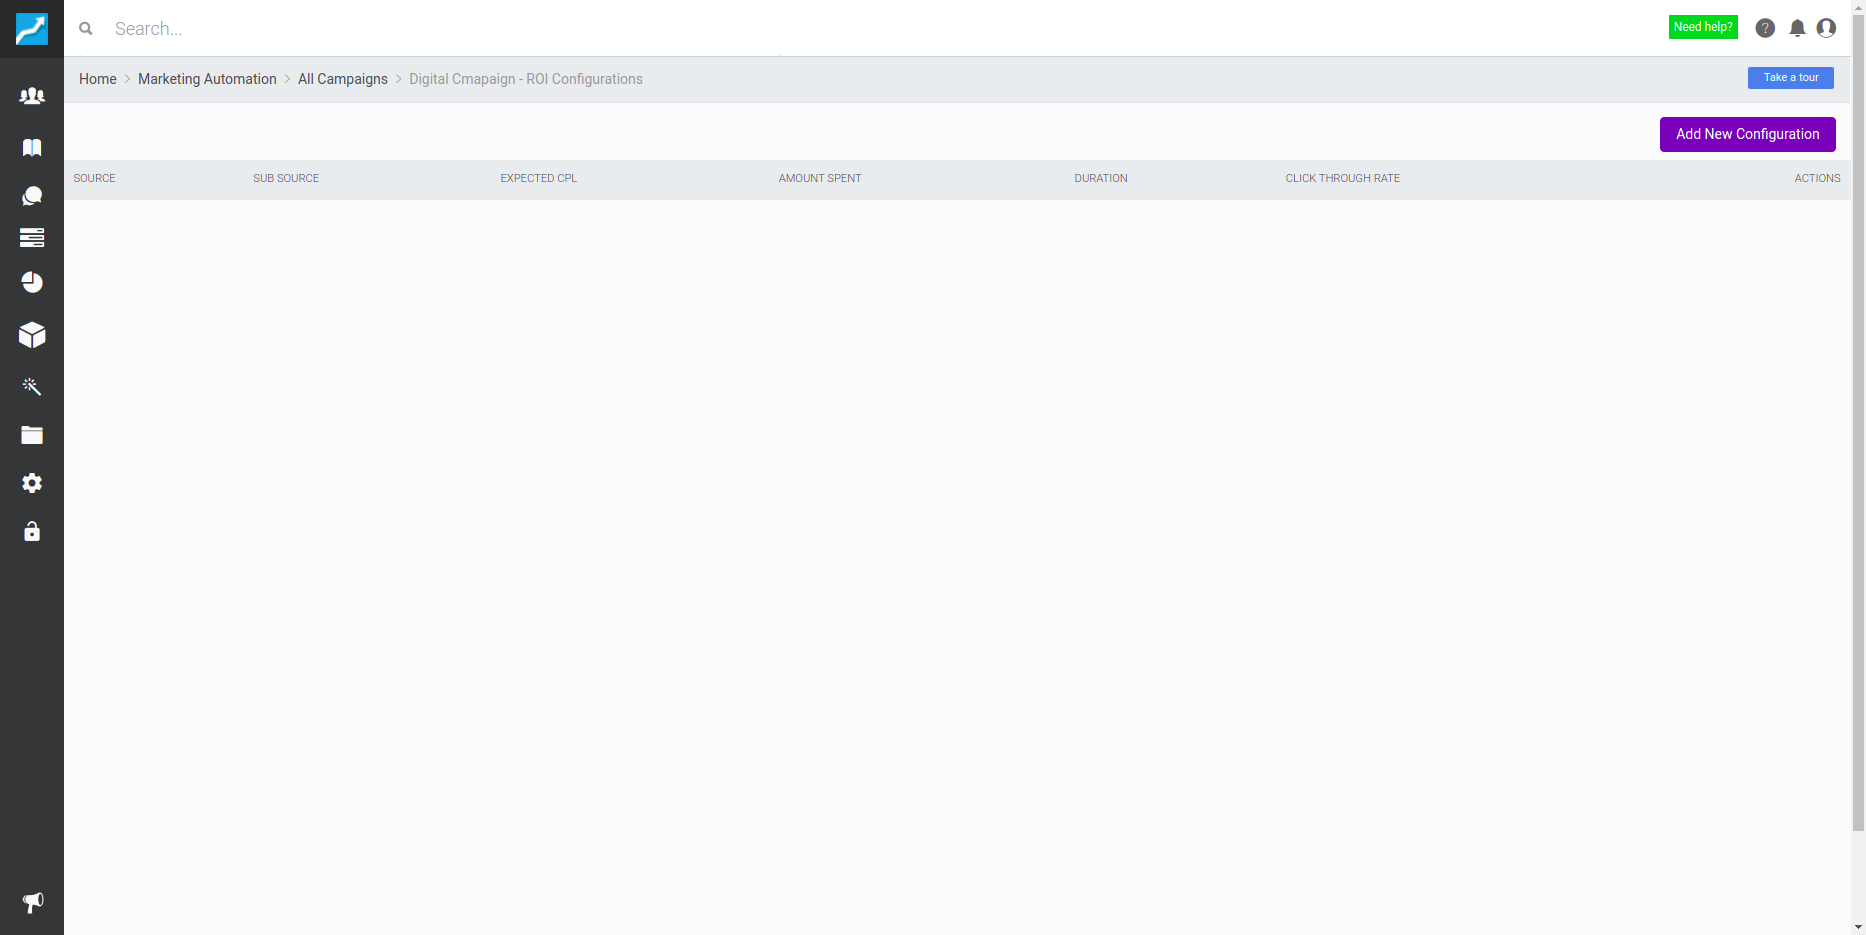 Search...
Need help?
Home > Marketing Automation > All Campaigns > Digital Cmapaign - ROI Configurations
Take a tour
Add New Configuration
SOURCE SUB SOURCE EXPECTED CPL AMOUNT SPENT DURATION CLICK THROUGH RATE ACTIONS